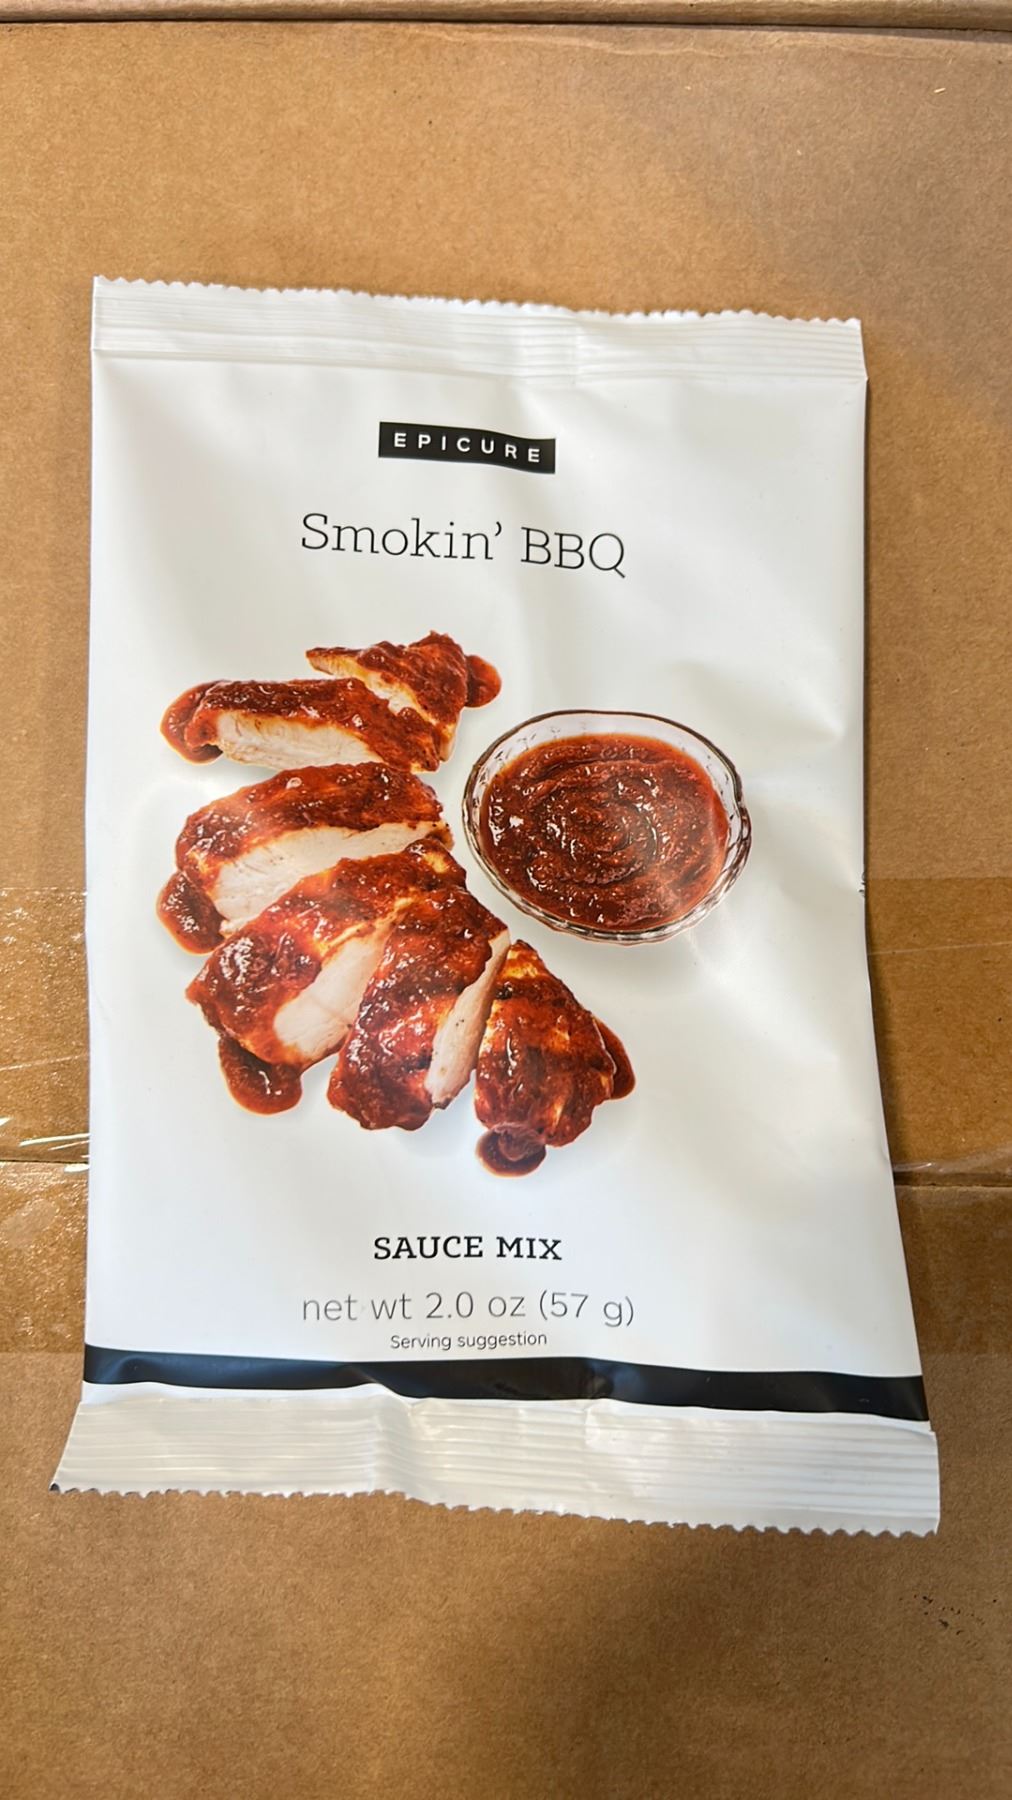 EPICURE
Smokin’ BBQ
SAUCE MIX
net wt 2.0 oz (57 g)
Serving suggestion